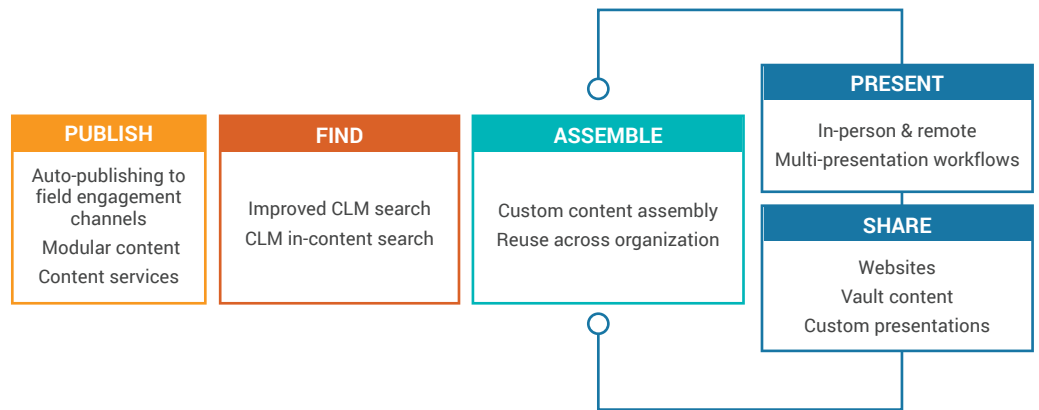 PUBLISH
Auto-publishing to
field engagement
channels
Modular content
Content services
FIND
Improved CLM search
CLM in-content search
ASSEMBLE
Custom content assembly
Reuse across organization
PRESENT
In-person & remote
Multi-presentation workflows
SHARE
Websites
Vault content
Custom presentations